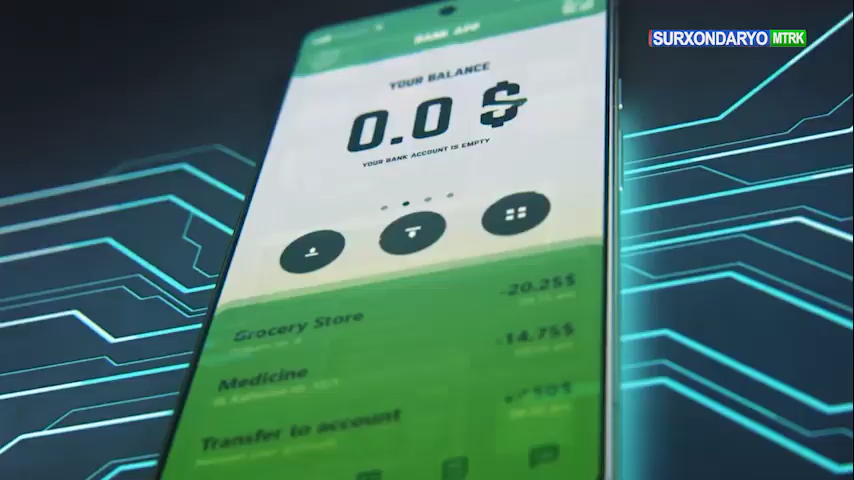 SURXONDARYO MTRK
BANK APP
YOUR BALANCE
0.0 $
YOUR BANK ACCOUNT IS EMPTY
Grocery Store
-20.25$
Medicine
-14.75$
Transfer to account